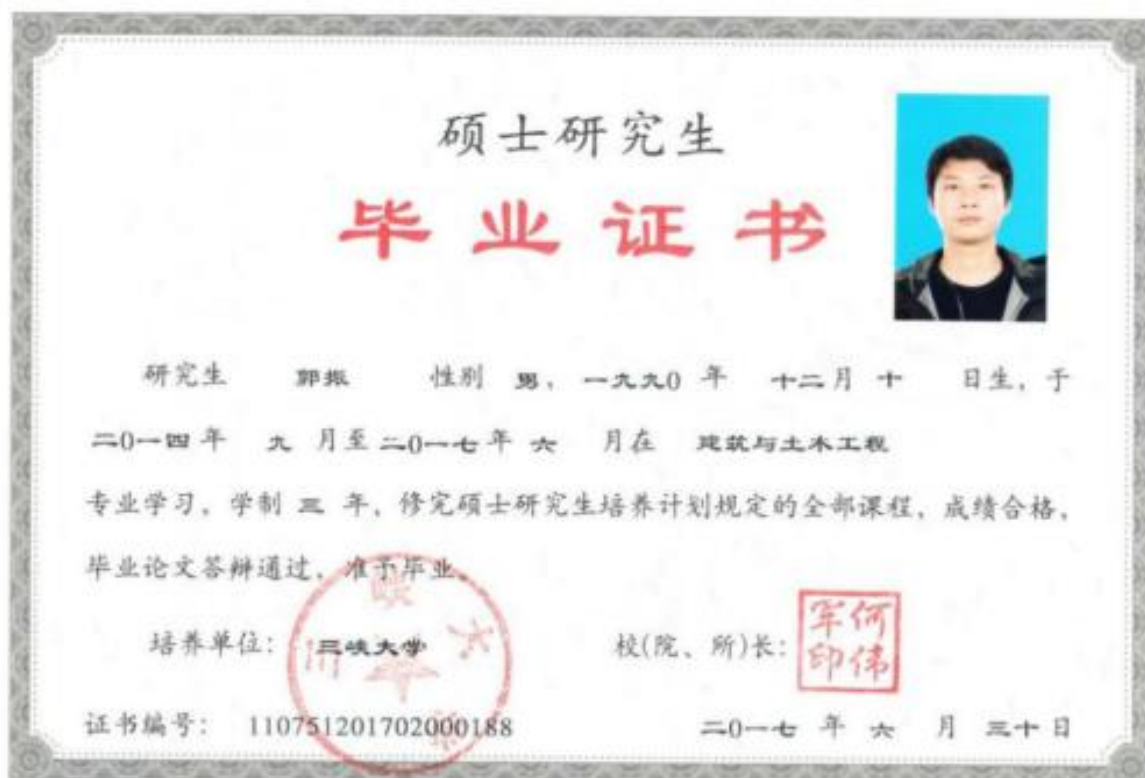 硕士研究生
毕业证书
研究生 郭振 性别 男，一九九0 年 十二月 十 日生，于
二0一四 年 九 月至 二0一七 年 六 月在 建筑与土木工程
专业学习，学制 三 年，修完硕士研究生培养计划规定的全部课程，成绩合格，
毕业论文答辩通过，准予毕业。
培养单位： 三峡大学 校(院、所)长：
何伟军印
证书编号： 110751201702000188 二0一七 年 六 月 三十 日